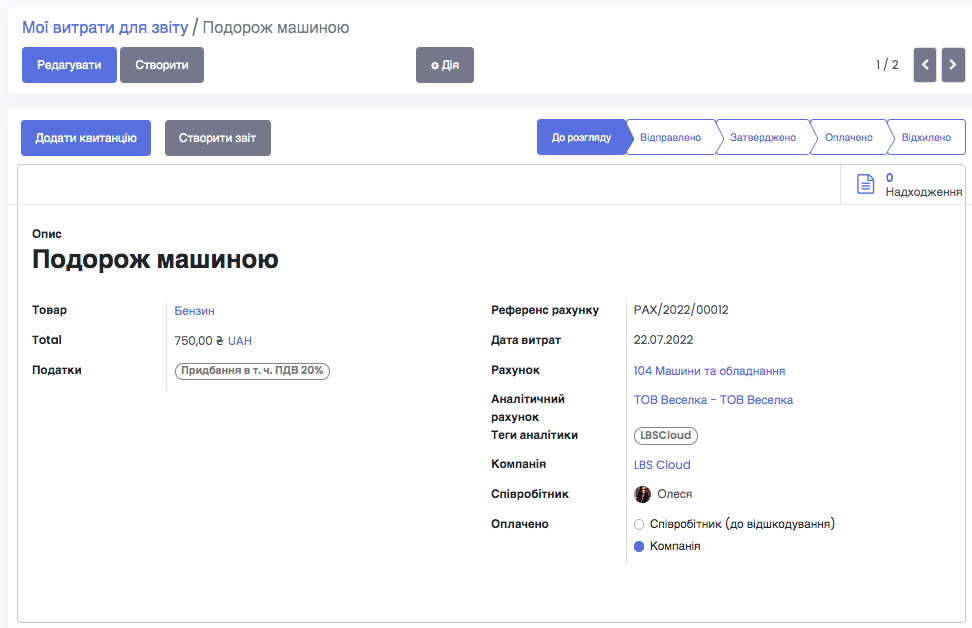 Мої витрати для звіту / Подорож машиною
Редагувати
Створити
Дія
1 / 2
Додати квитанцію
Створити звіт
До розгляду
Відправлено
Затверджено
Оплачено
Відхилено
0
Надходження
Опис
Подорож машиною
Товар
Бензин
Total
750,00 ₴ UAH
Податки
Придбання в т. ч. ПДВ 20%
Референс рахунку
РАХ/2022/00012
Дата витрат
22.07.2022
Рахунок
104 Машини та обладнання
Аналітичний
рахунок
ТОВ Веселка - ТОВ Веселка
Теги аналітики
LBSCloud
Компанія
LBS Cloud
Співробітник
Олеся
Оплачено
Співробітник (до відшкодування)
Компанія